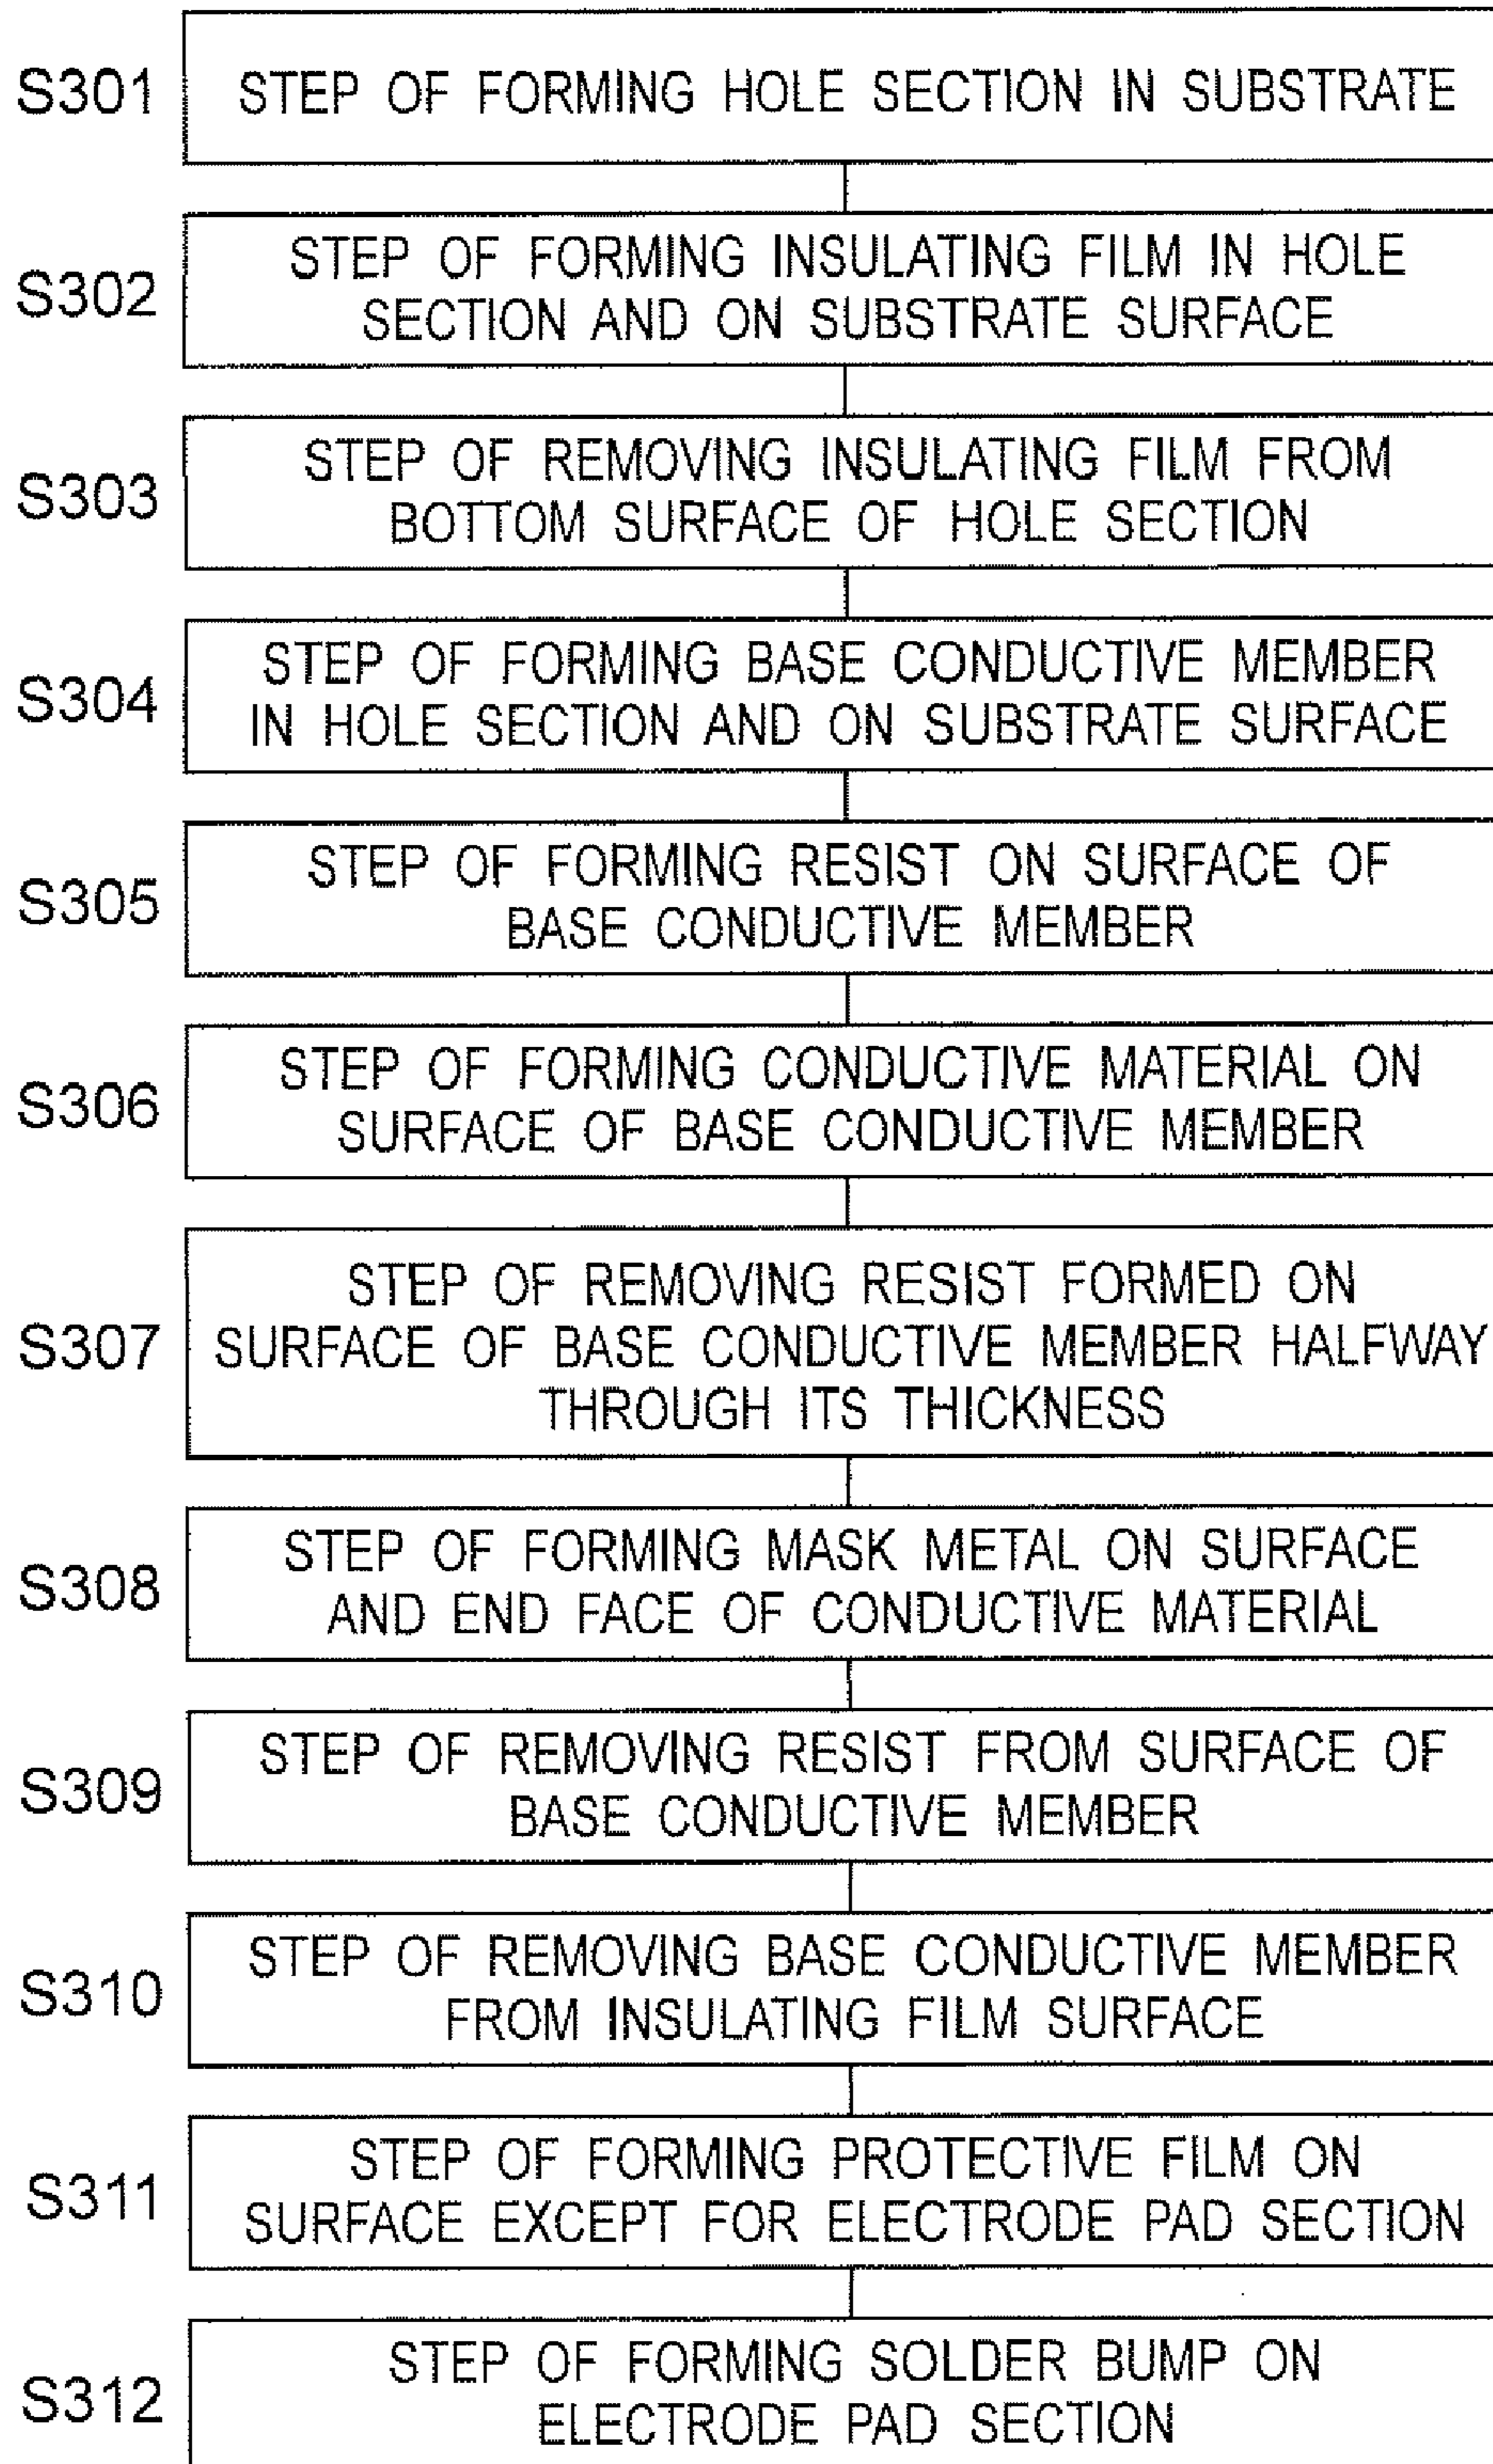 S301 STEP OF FORMING HOLE SECTION IN SUBSTRATE
S302 STEP OF FORMING INSULATING FILM IN HOLE
SECTION AND ON SUBSTRATE SURFACE
S303 STEP OF REMOVING INSULATING FILM FROM
BOTTOM SURFACE OF HOLE SECTION
S304 STEP OF FORMING BASE CONDUCTIVE MEMBER
IN HOLE SECTION AND ON SUBSTRATE SURFACE
S305 STEP OF FORMING RESIST ON SURFACE OF
BASE CONDUCTIVE MEMBER
S306 STEP OF FORMING CONDUCTIVE MATERIAL ON
SURFACE OF BASE CONDUCTIVE MEMBER
S307 STEP OF REMOVING RESIST FORMED ON
SURFACE OF BASE CONDUCTIVE MEMBER HALFWAY
THROUGH ITS THICKNESS
S308 STEP OF FORMING MASK METAL ON SURFACE
AND END FACE OF CONDUCTIVE MATERIAL
S309 STEP OF REMOVING RESIST FROM SURFACE OF
BASE CONDUCTIVE MEMBER
S310 STEP OF REMOVING BASE CONDUCTIVE MEMBER
FROM INSULATING FILM SURFACE
S311 STEP OF FORMING PROTECTIVE FILM ON
SURFACE EXCEPT FOR ELECTRODE PAD SECTION
S312 STEP OF FORMING SOLDER BUMP ON
ELECTRODE PAD SECTION